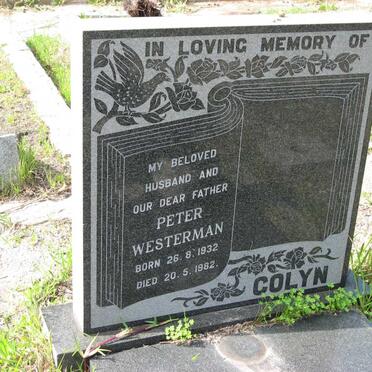 IN LOVING MEMORY OF
MY BELOVED
HUSBAND AND
OUR DEAR FATHER
PETER
WESTERMAN
BORN 26.8.1932
DIED 20.5.1982.
COLYN